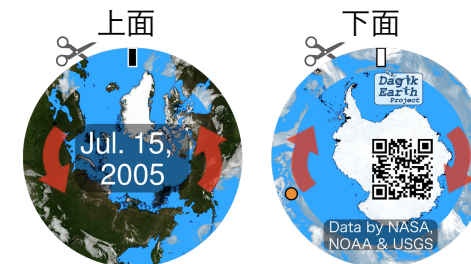 上面
下面
Jul. 15,
2005
Dagik
Earth
Project
Data by NASA,
NOAA & USGS